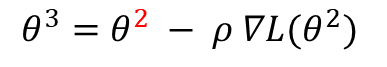 θ³ = θ² − ρ ∇L(θ²)